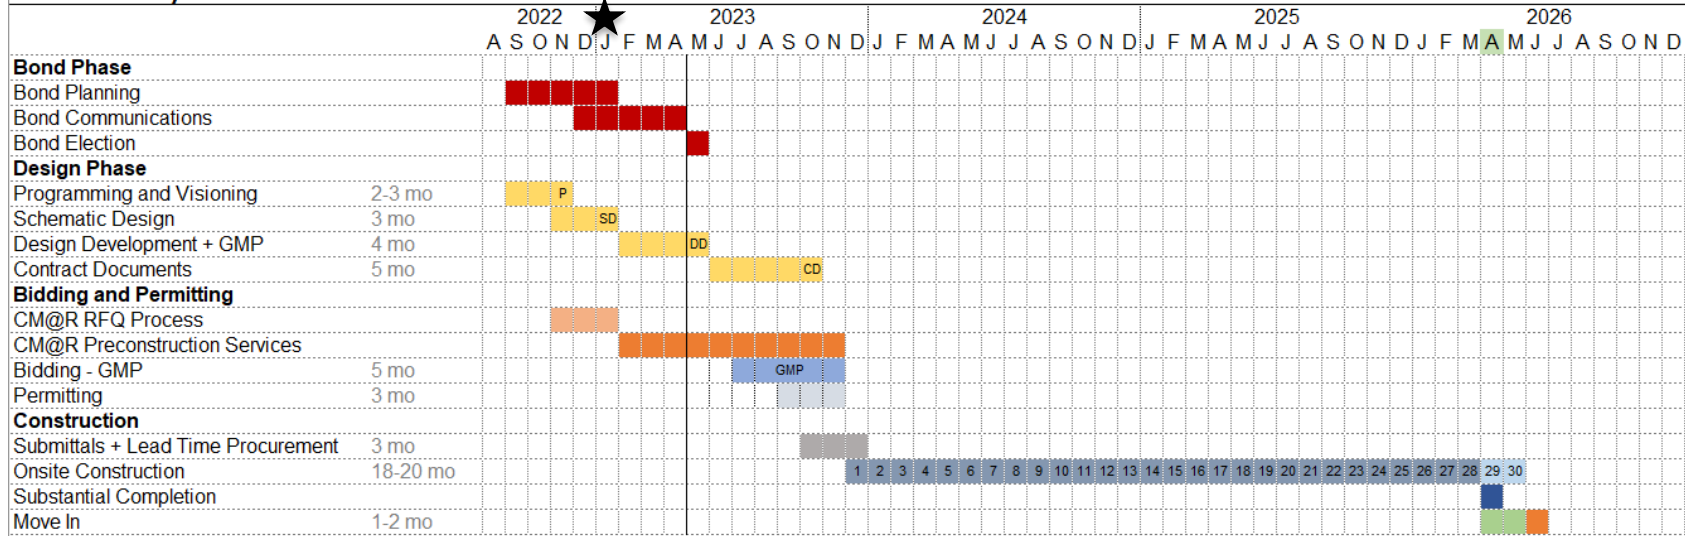 2022 2023 2024 2025 2026
A S O N D J F M A M J J A S O N D J F M A M J J A S O N D J F M A M J J A S O N D J F M A M J J A S O N D
Bond Phase
Bond Planning
Bond Communications
Bond Election
Design Phase
Programming and Visioning 2-3 mo P
Schematic Design 3 mo SD
Design Development + GMP 4 mo DD
Contract Documents 5 mo CD
Bidding and Permitting
CM@R RFQ Process
CM@R Preconstruction Services
Bidding - GMP 5 mo GMP
Permitting 3 mo
Construction
Submittals + Lead Time Procurement 3 mo
Onsite Construction 18-20 mo 1 2 3 4 5 6 7 8 9 10 11 12 13 14 15 16 17 18 19 20 21 22 23 24 25 26 27 28 29 30
Substantial Completion
Move In 1-2 mo